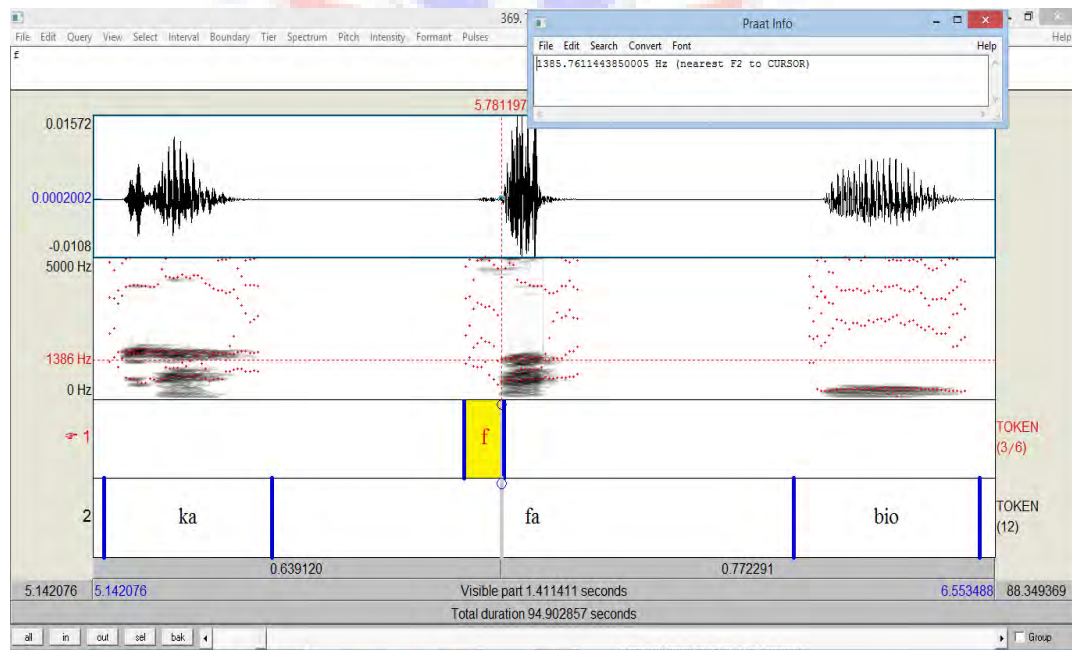 369.
Praat Info
File Edit Query View Select Interval Boundary Tier Spectrum Pitch Intensity Formant Pulses
Help
File Edit Search Convert Font
Help
f
1385.7611443850005 Hz (nearest F2 to CURSOR)
5.781197
0.01572
0.0002002
-0.0108
5000 Hz
1386 Hz
0 Hz
1
f
TOKEN
(3/6)
2
ka
fa
bio
TOKEN
(12)
0.639120
0.772291
5.142076
5.142076
Visible part 1.411411 seconds
6.553488
88.349369
Total duration 94.902857 seconds
all
in
out
sel
bak
Group